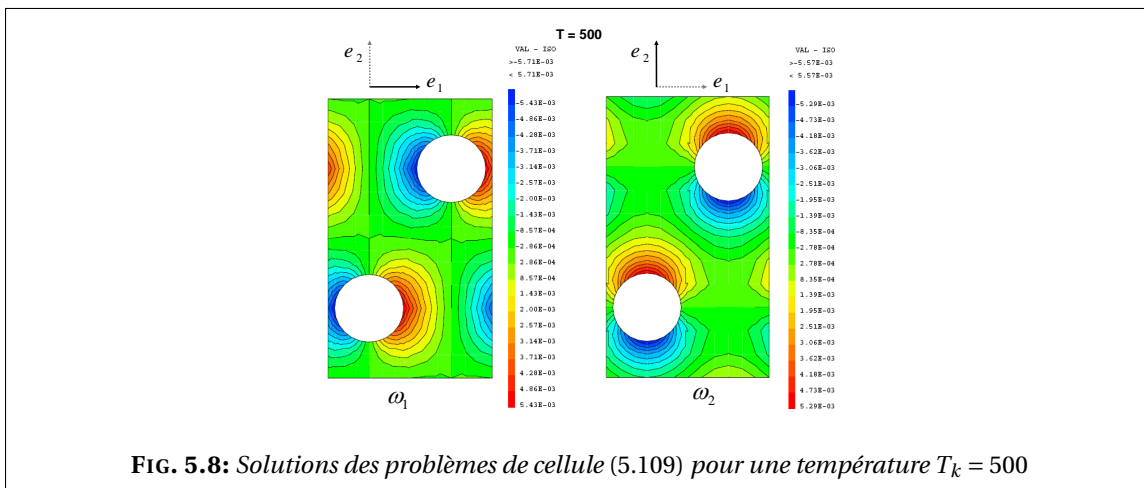 T = 500
e2
e1
VAL - ISO
>-5.71E-03
< 5.71E-03
-5.43E-03
-4.86E-03
-4.28E-03
-3.71E-03
-3.14E-03
-2.57E-03
-2.00E-03
-1.43E-03
-8.57E-04
-2.86E-04
2.86E-04
8.57E-04
1.43E-03
2.00E-03
2.57E-03
3.14E-03
3.71E-03
4.28E-03
4.86E-03
5.43E-03
ω1
e2
e1
VAL - ISO
>-5.57E-03
< 5.57E-03
-5.29E-03
-4.73E-03
-4.18E-03
-3.62E-03
-3.06E-03
-2.51E-03
-1.95E-03
-1.39E-03
-8.35E-04
-2.78E-04
2.78E-04
8.35E-04
1.39E-03
1.95E-03
2.51E-03
3.06E-03
3.62E-03
4.18E-03
4.73E-03
5.29E-03
ω2
FIG. 5.8: Solutions des problèmes de cellule (5.109) pour une température Tk = 500